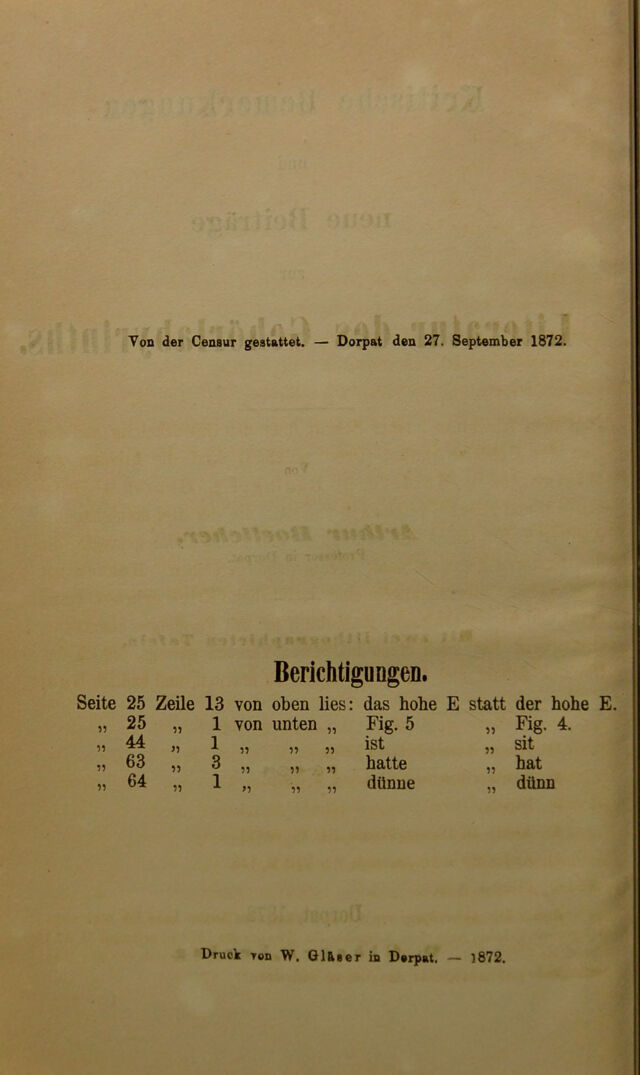 Von der Censur gestattet. — Dorpat den 27. September 1872.
Berichtigungen.
Seite 25 Zeile 13 von oben lies: das hohe E statt der hohe E.
„ 25 „ 1 von unten „ Fig. 5 „ Fig. 4.
„ 44 „ 1 „ „ „ ist „ sit
„ 63 „ 3 „ „ „ hatte „ hat
„ 64 „ 1 „ „ „ dünne „ dünn
Druck von W. Gläser in Dorpat. — 1872.